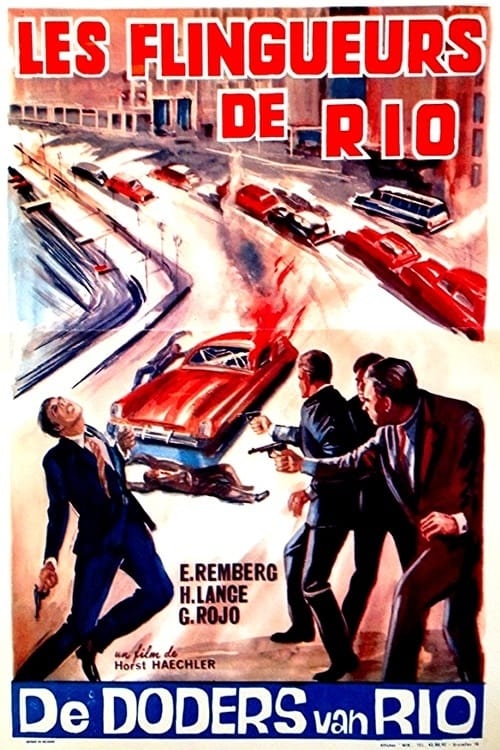 LES FLINGUEURS
DE RIO
E. REMBERG
H. LANGE
G. ROJO
un film de
Horst HAECHLER
De DODERS van RIO